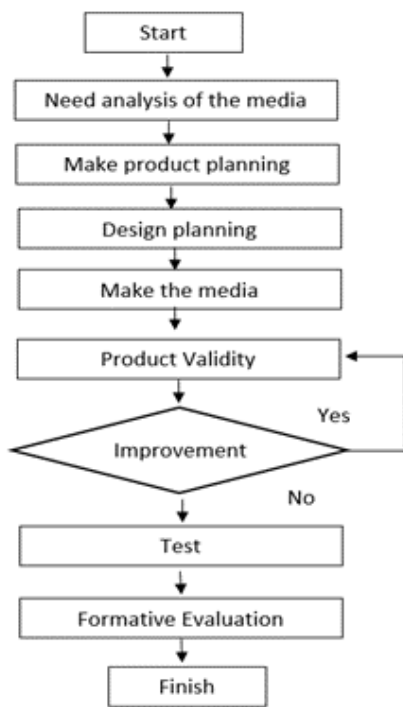 Start
Need analysis of the media
Make product planning
Design planning
Make the media
Product Validity
Yes
Improvement
No
Test
Formative Evaluation
Finish